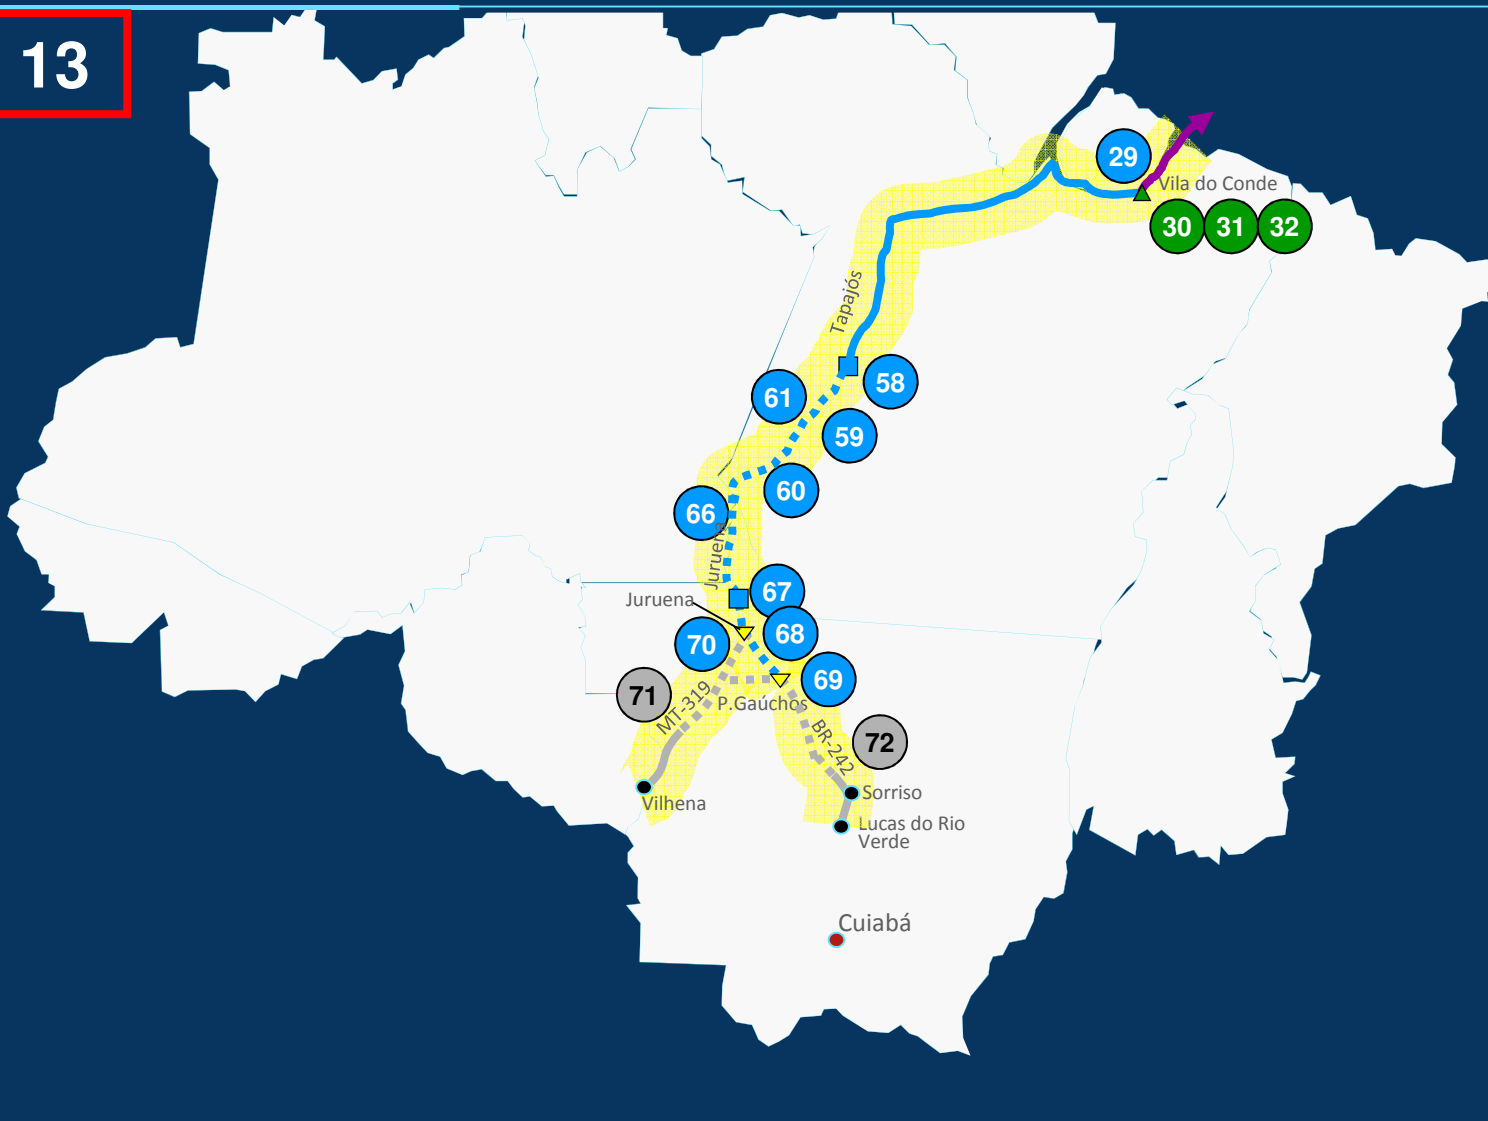 13
29
Vila do Conde
30 31 32
Tapajós
58
61
59
60
66
Juruena
67
Juruena
68
70
69
71
MT-319
P.Gaúchos
BR-242
72
Sorriso
Vilhena
Lucas do Rio
Verde
Cuiabá